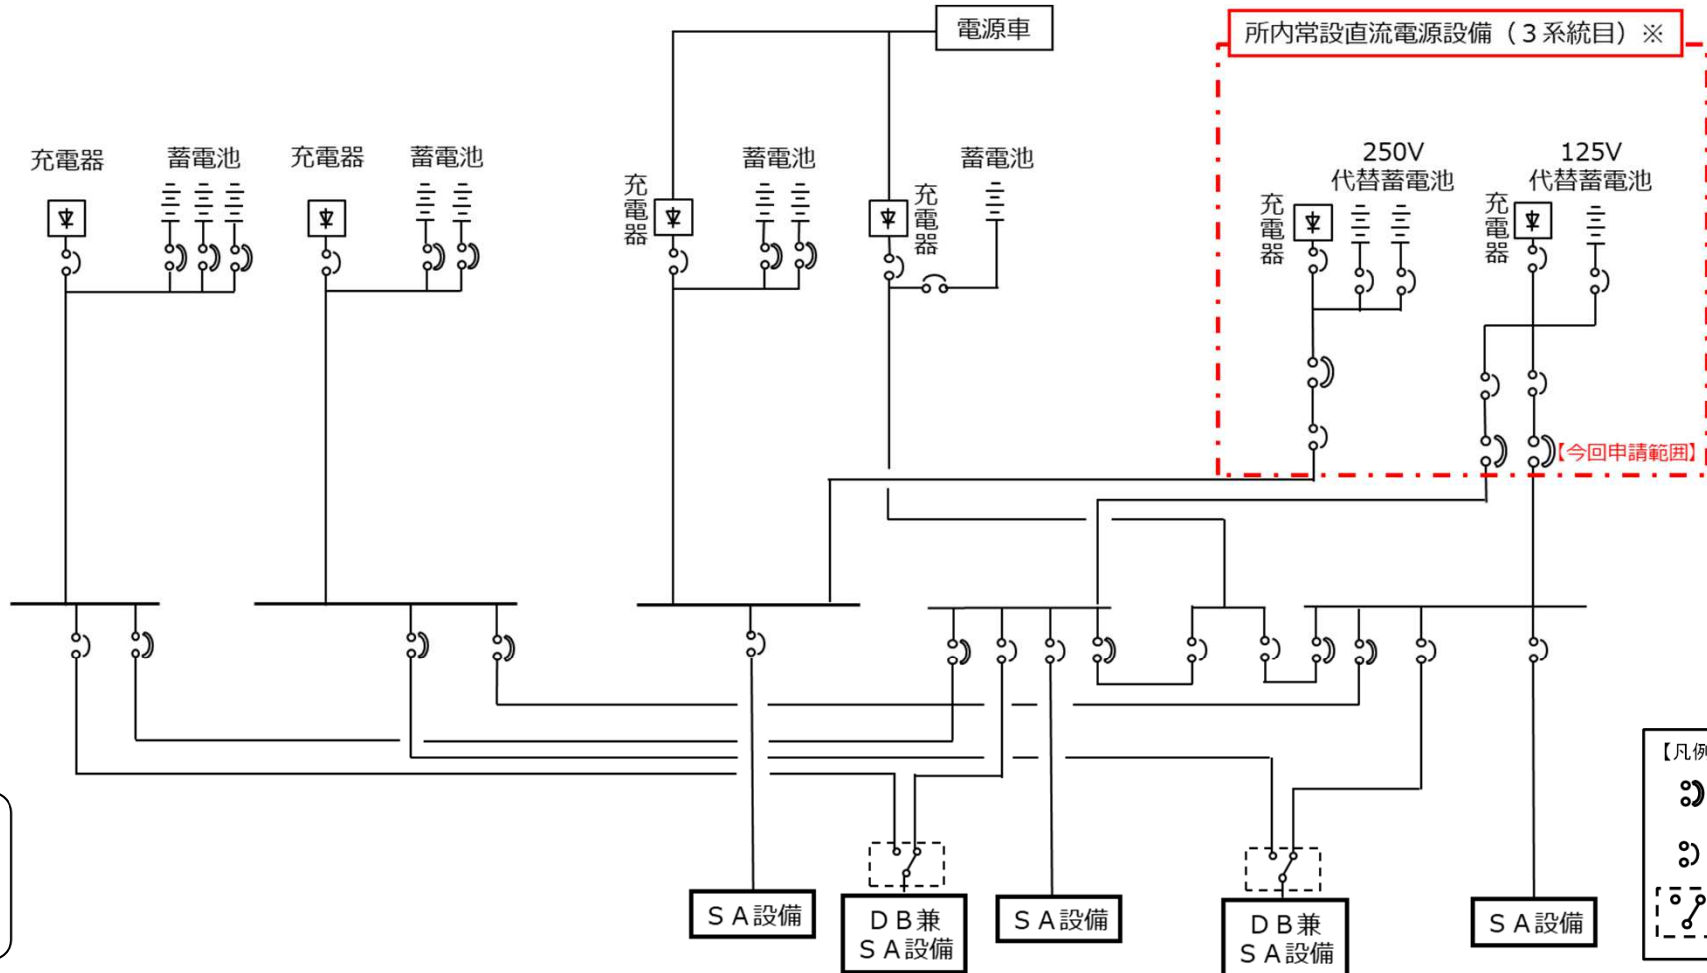 電源車
所内常設直流電源設備（３系統目）※
充電器
蓄電池
充電器
蓄電池
充電器
蓄電池
充電器
蓄電池
充電器
250V
代替蓄電池
充電器
125V
代替蓄電池
【今回申請範囲】
【凡例
ＳＡ設備
ＤＢ兼
ＳＡ設備
ＳＡ設備
ＤＢ兼
ＳＡ設備
ＳＡ設備